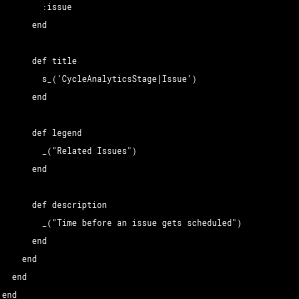 :issue
end
def title
s_('CycleAnalyticsStage|Issue')
end
def legend
_("Related Issues")
end
def description
_("Time before an issue gets scheduled")
end
end
end
end